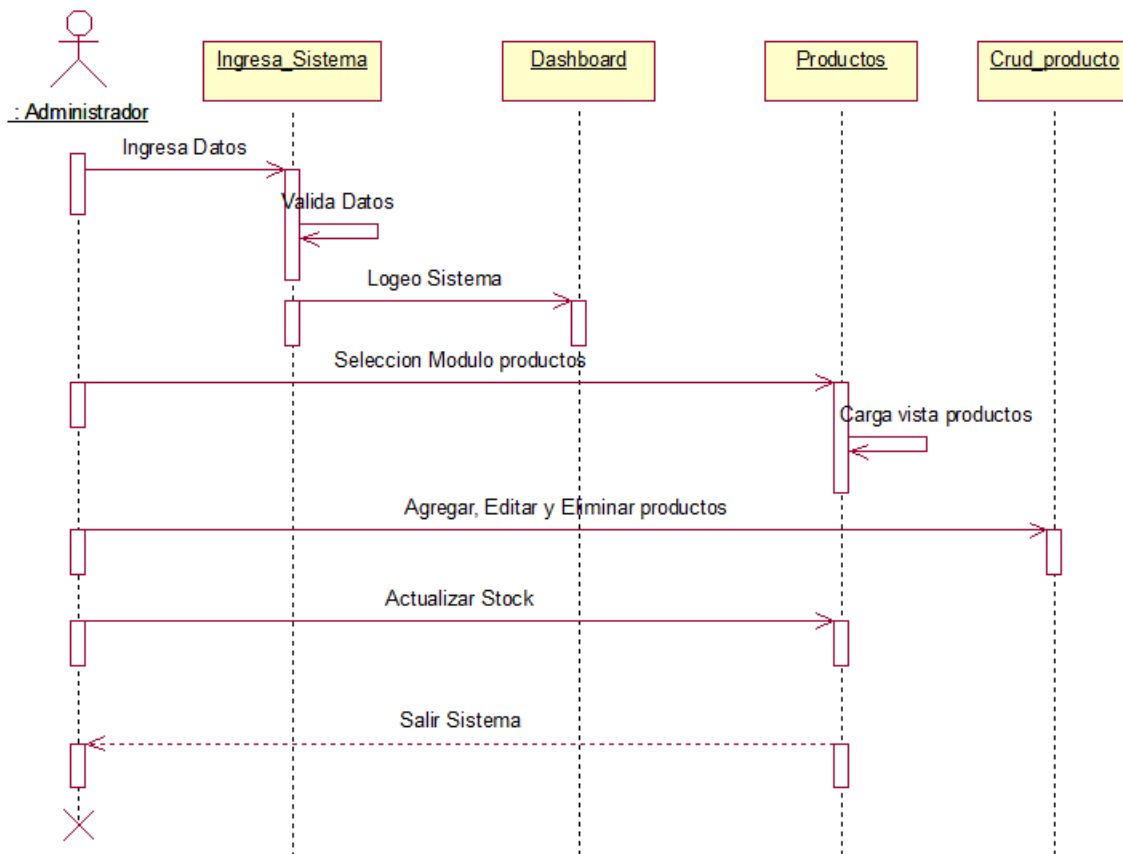 Ingresa_Sistema
Dashboard
Productos
Crud_producto
: Administrador
Ingresa Datos
Valida Datos
Logeo Sistema
Seleccion Modulo productos
Carga vista productos
Agregar, Editar y Eliminar productos
Actualizar Stock
Salir Sistema